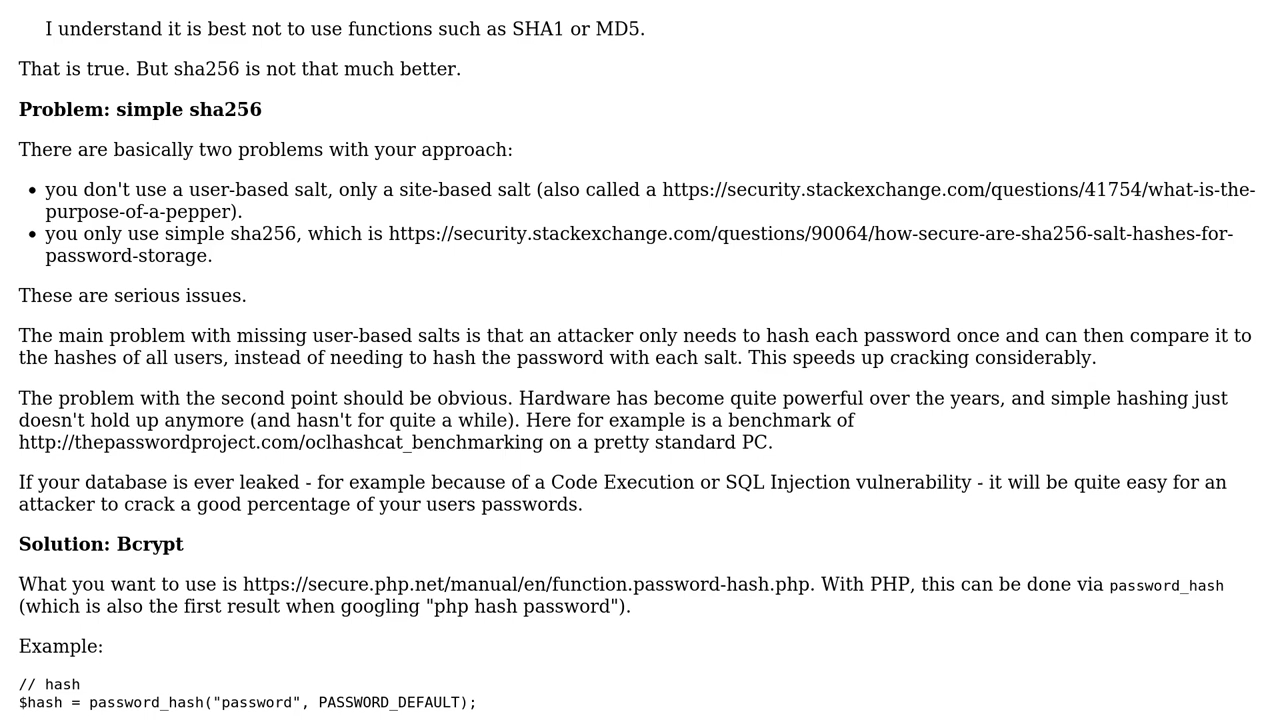 I understand it is best not to use functions such as SHA1 or MD5.
That is true. But sha256 is not that much better.
Problem: simple sha256
There are basically two problems with your approach:
• you don't use a user-based salt, only a site-based salt (also called a https://security.stackexchange.com/questions/41754/what-is-the-
purpose-of-a-pepper).
• you only use simple sha256, which is https://security.stackexchange.com/questions/90064/how-secure-are-sha256-salt-hashes-for-
password-storage.
These are serious issues.
The main problem with missing user-based salts is that an attacker only needs to hash each password once and can then compare it to
the hashes of all users, instead of needing to hash the password with each salt. This speeds up cracking considerably.
The problem with the second point should be obvious. Hardware has become quite powerful over the years, and simple hashing just
doesn't hold up anymore (and hasn't for quite a while). Here for example is a benchmark of
http://thepasswordproject.com/oclhashcat_benchmarking on a pretty standard PC.
If your database is ever leaked - for example because of a Code Execution or SQL Injection vulnerability - it will be quite easy for an
attacker to crack a good percentage of your users passwords.
Solution: Bcrypt
What you want to use is https://secure.php.net/manual/en/function.password-hash.php. With PHP, this can be done via password_hash
(which is also the first result when googling "php hash password").
Example:
// hash
$hash = password_hash("password", PASSWORD_DEFAULT);